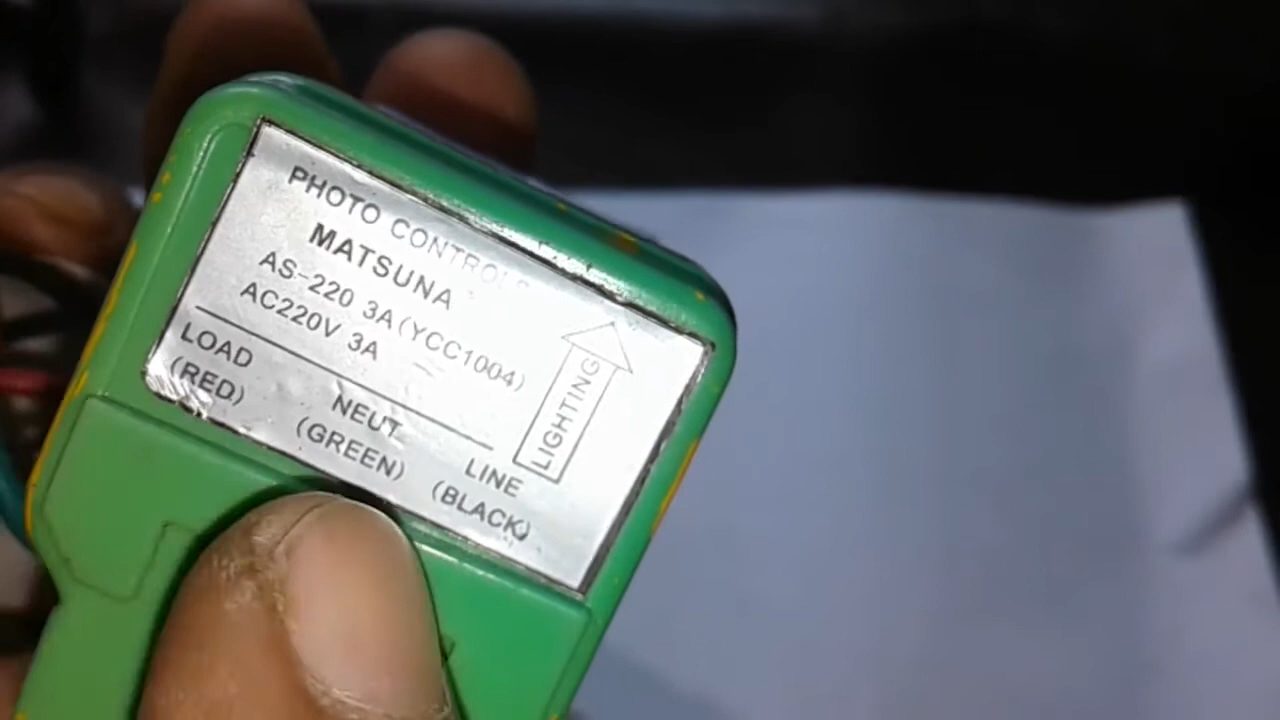 PHOTO CONTROLS
MATSUNA
AS-220 3A(YCC1004)
AC220V 3A
LOAD
(RED)
NEUT.
(GREEN)
LINE
(BLACK)
LIGHTING